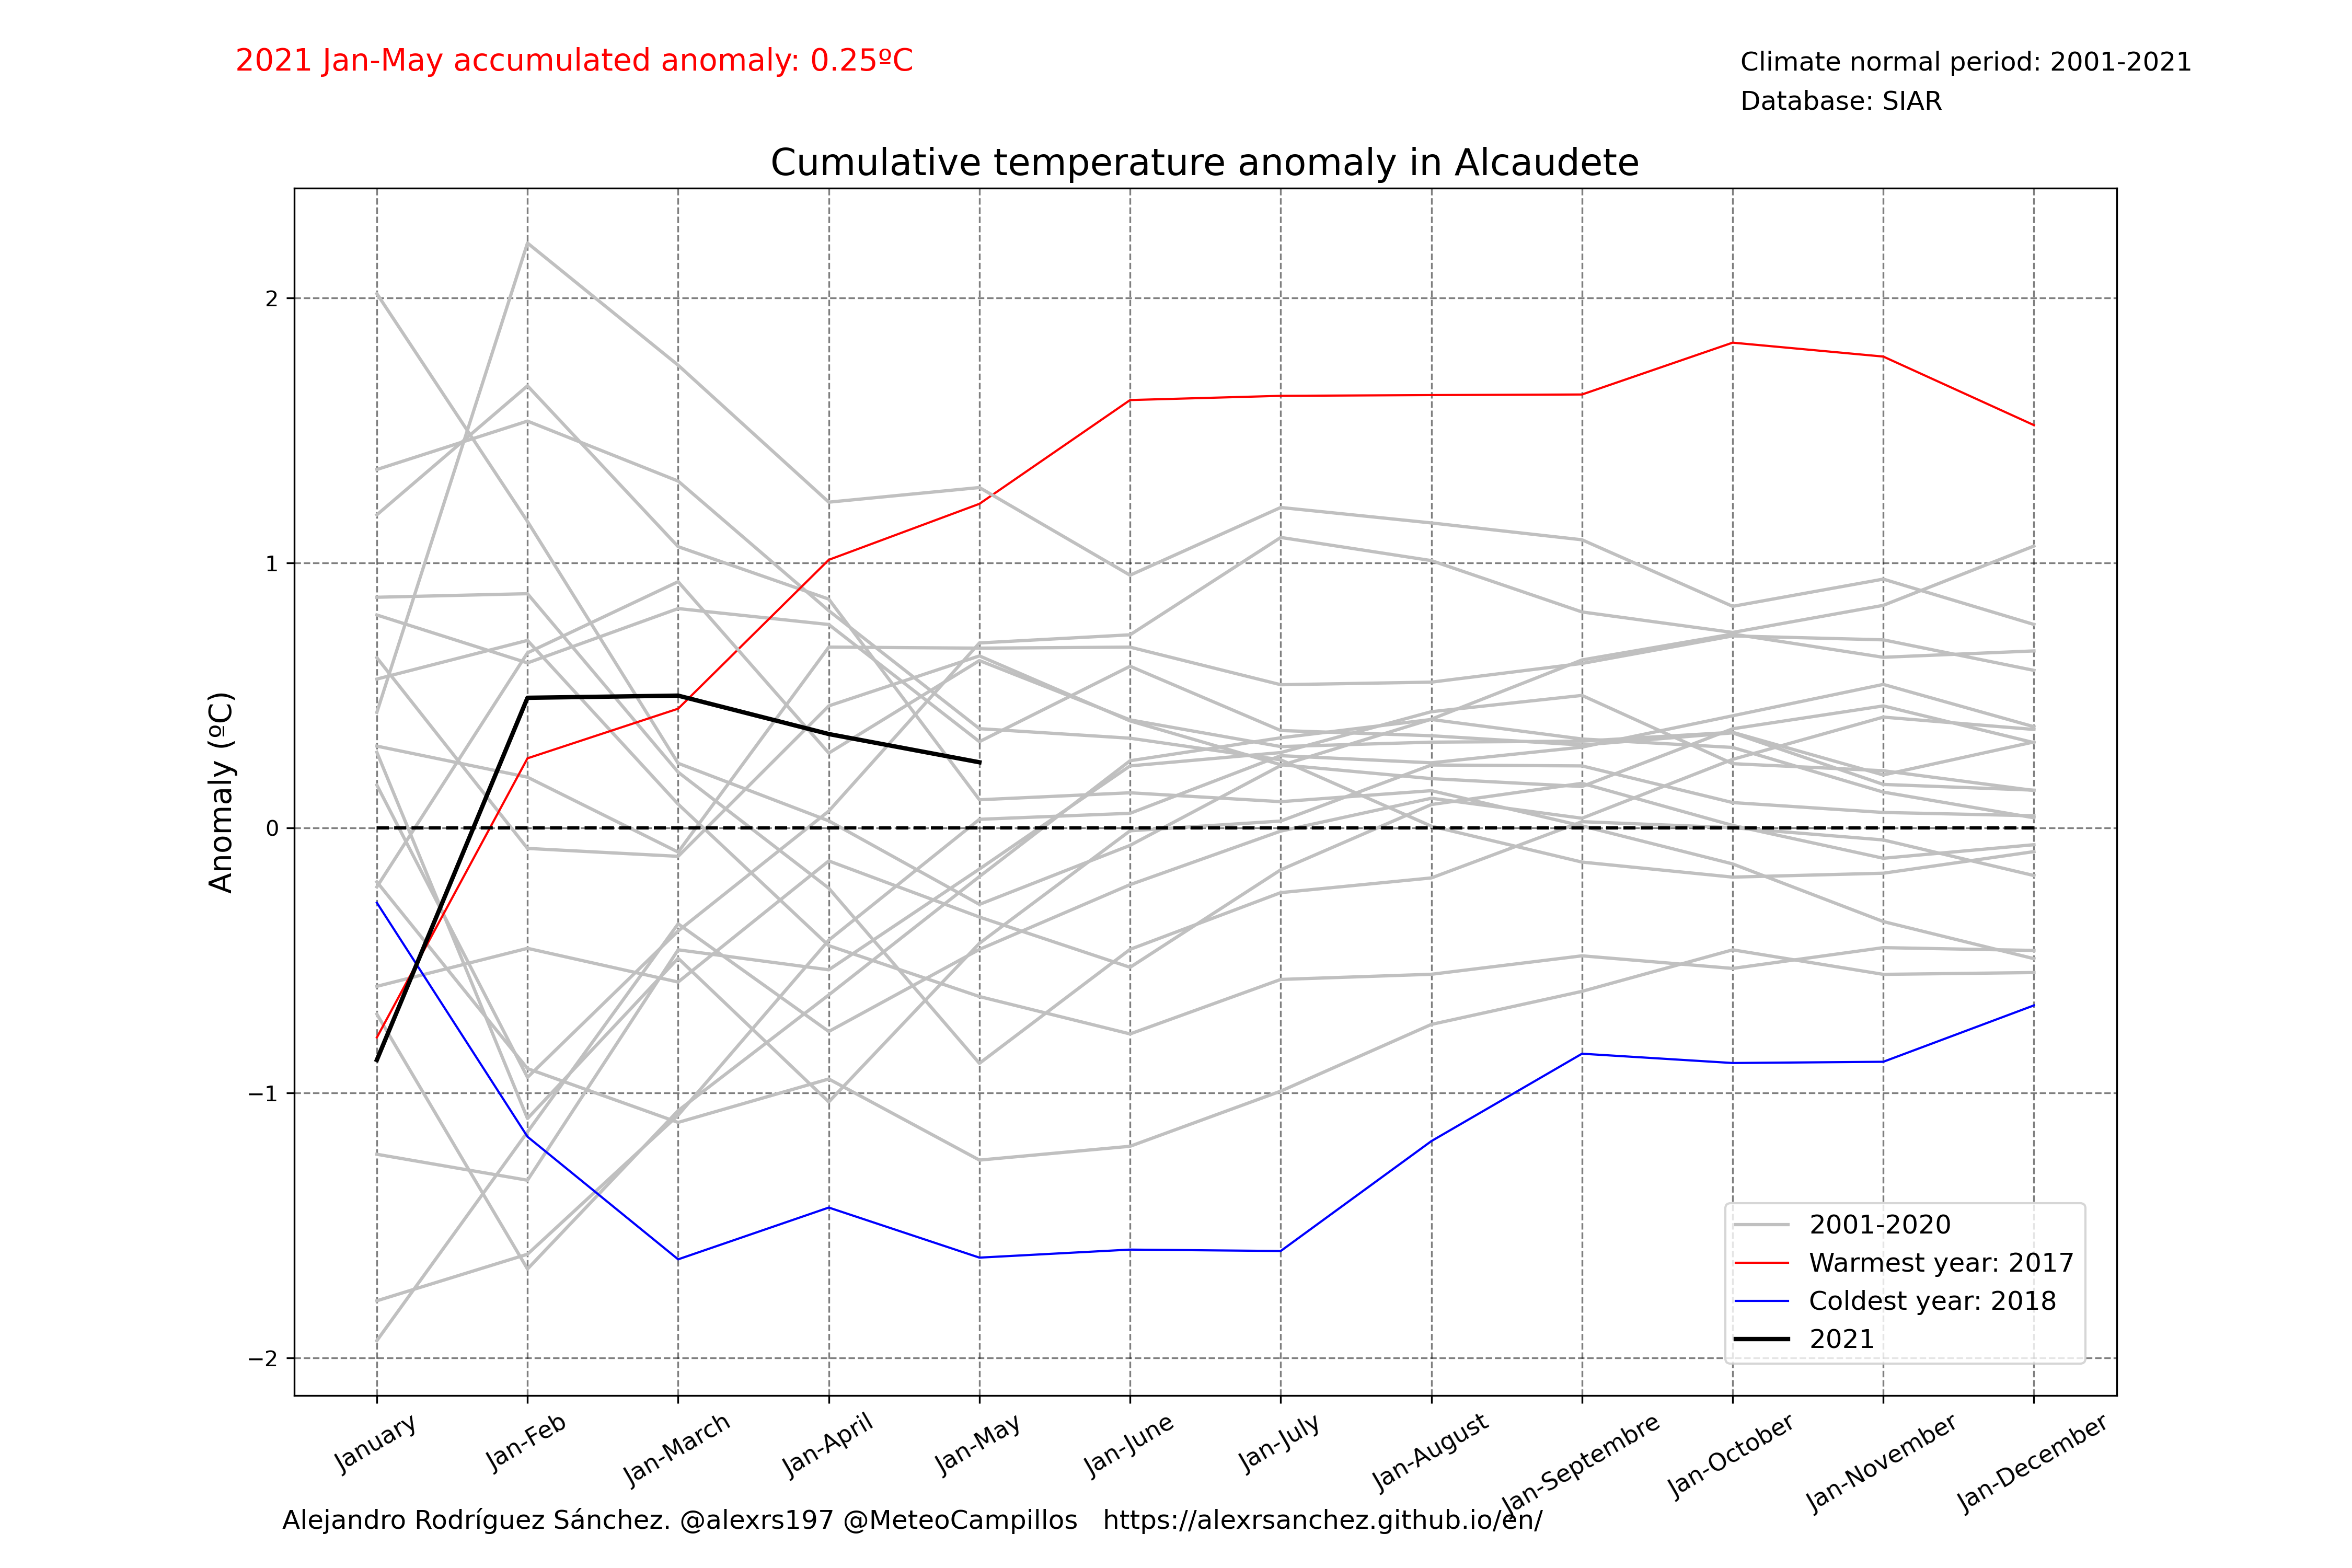 2021 Jan-May accumulated anomaly: 0.25ºC
Climate normal period: 2001-2021
Database: SIAR
Cumulative temperature anomaly in Alcaudete
Anomaly (ºC)
2
1
0
−1
−2
2001-2020
Warmest year: 2017
Coldest year: 2018
2021
January
Jan-Feb
Jan-March
Jan-April
Jan-May
Jan-June
Jan-July
Jan-August
Jan-Septembre
Jan-October
Jan-November
Jan-December
Alejandro Rodríguez Sánchez. @alexrs197 @MeteoCampillos   https://alexrsanchez.github.io/en/